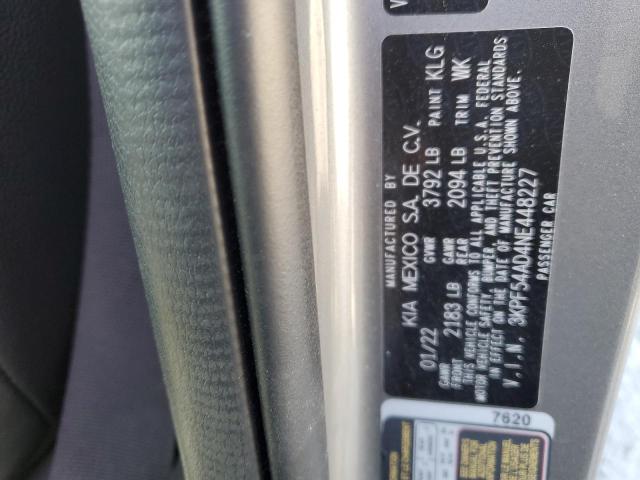 MANUFACTURED BY
KIA MEXICO S.A. DE C.V.
01/22 GVWR 3792 LB PAINT KLG
GAWR FRONT 2183 LB GAWR REAR 2094 LB TRIM WK
THIS VEHICLE CONFORMS TO ALL APPLICABLE U.S.A. FEDERAL
MOTOR VEHICLE SAFETY, BUMPER, AND THEFT PREVENTION STANDARDS
IN EFFECT ON THE DATE OF MANUFACTURE SHOWN ABOVE.
V.I.N. 3KPF54AD4NE448227
PASSENGER CAR
7620